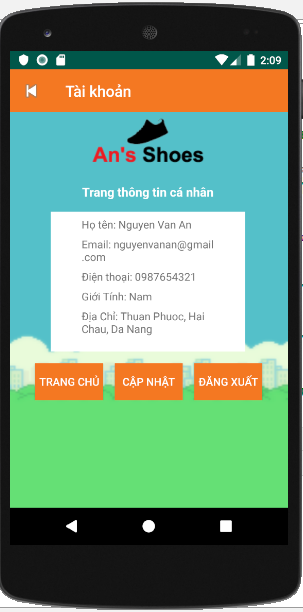 2:09
Tài khoản
An's Shoes
Trang thông tin cá nhân
Họ tên: Nguyen Van An
Email: nguyenvanan@gmail
.com
Điện thoại: 0987654321
Giới Tính: Nam
Địa Chỉ: Thuan Phuoc, Hai
Chau, Da Nang
TRANG CHỦ CẬP NHẬT ĐĂNG XUẤT